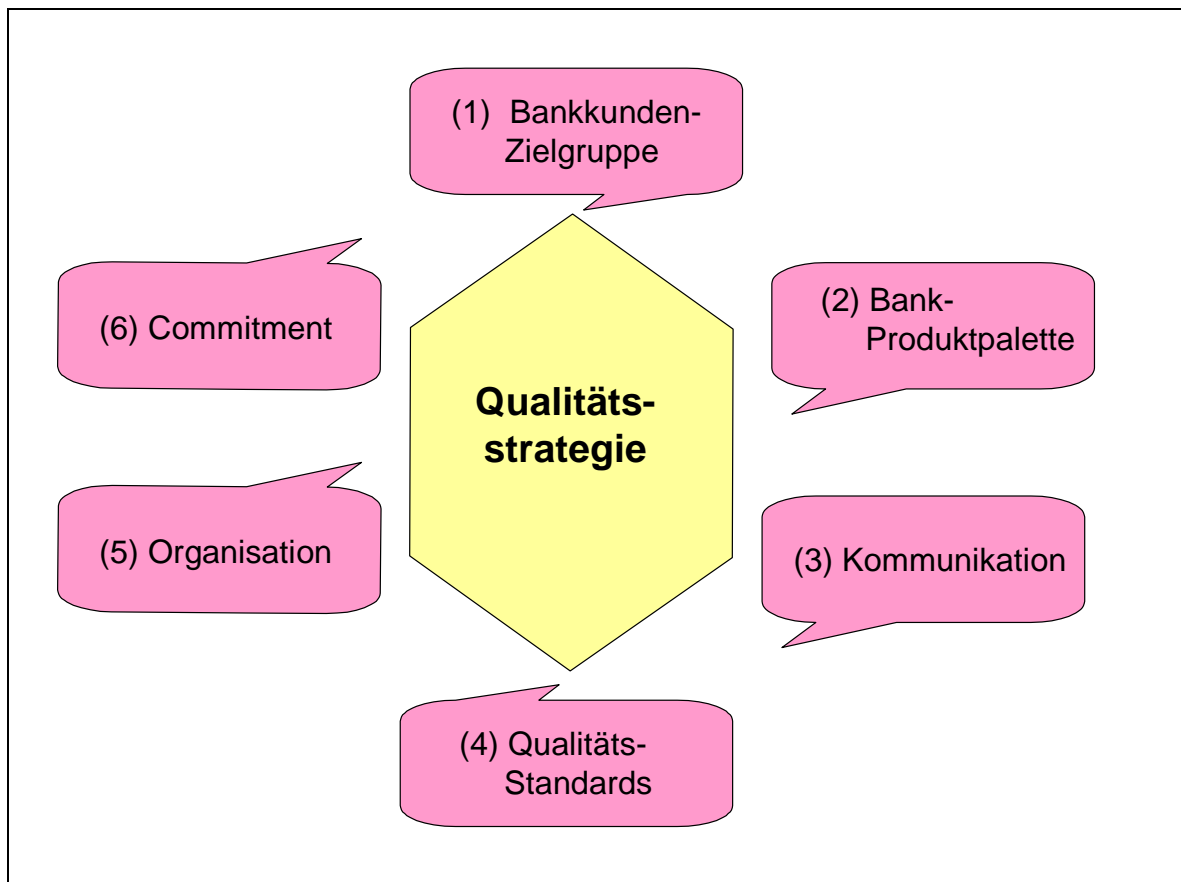 (1) Bankkunden-
Zielgruppe
(2) Bank-
Produktpalette
(6) Commitment
Qualitäts-
strategie
(3) Kommunikation
(5) Organisation
(4) Qualitäts-
Standards